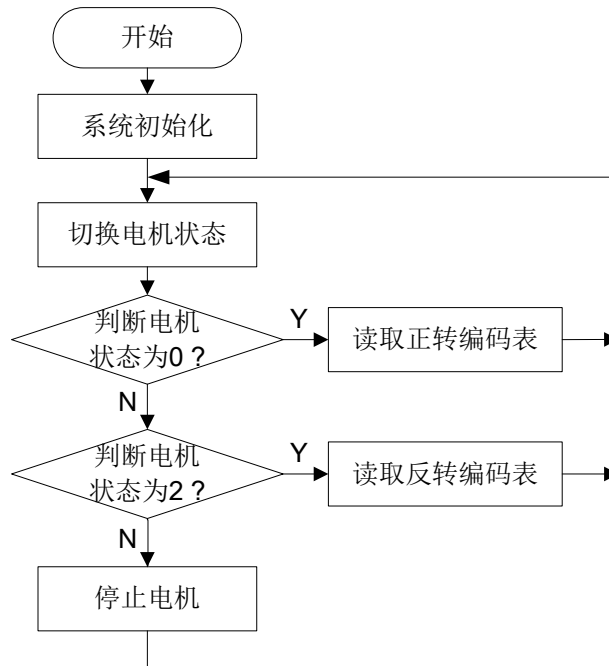 开始
系统初始化
切换电机状态
判断电机
状态为0 ?
Y
读取正转编码表
N
判断电机
状态为2 ?
Y
读取反转编码表
N
停止电机